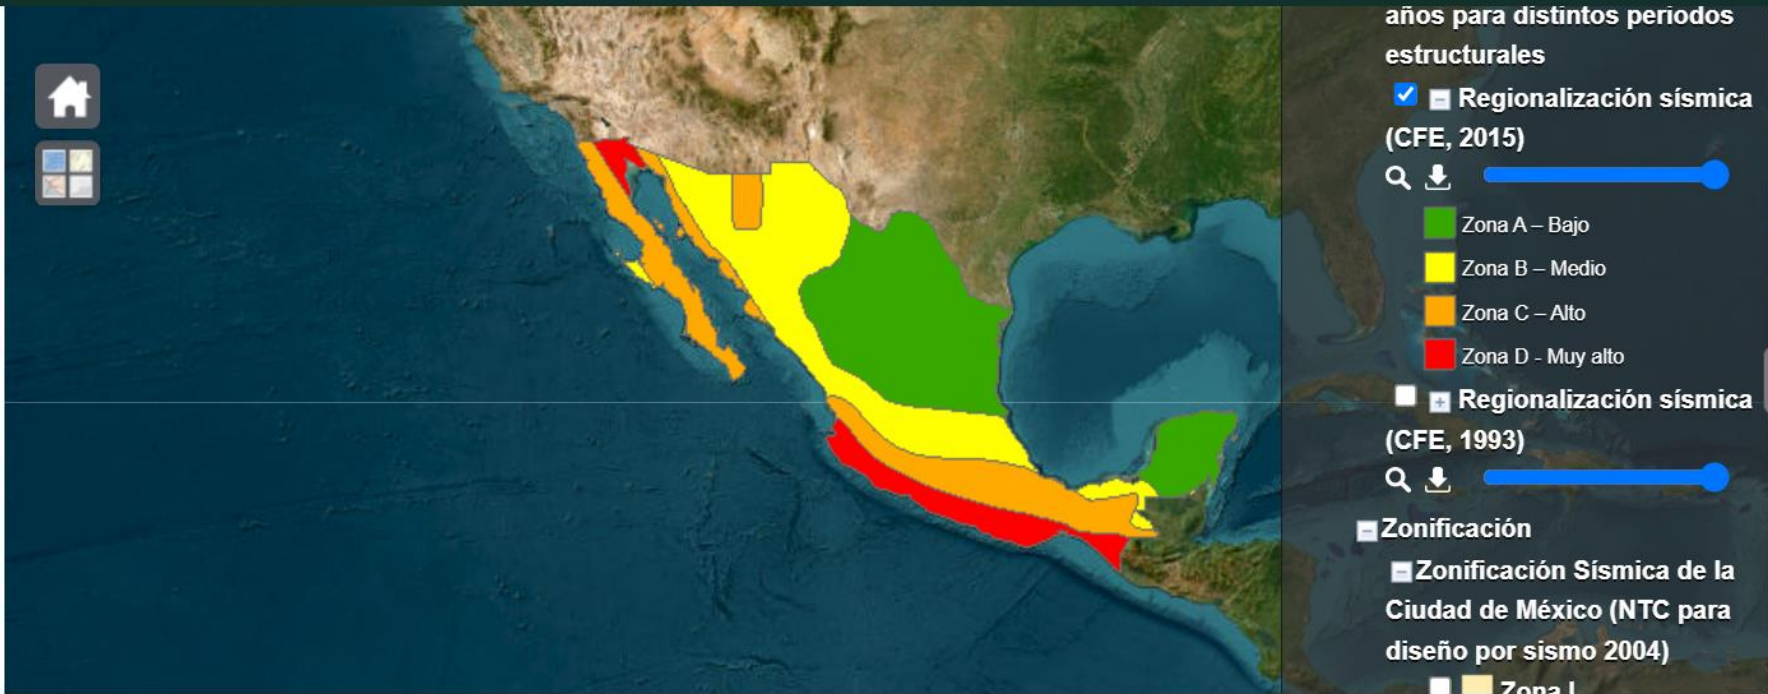 años para distintos periodos
estructurales
Regionalización sísmica
(CFE, 2015)
Zona A – Bajo
Zona B – Medio
Zona C – Alto
Zona D - Muy alto
Regionalización sísmica
(CFE, 1993)
Zonificación
Zonificación Sísmica de la
Ciudad de México (NTC para
diseño por sismo 2004)
Zona I